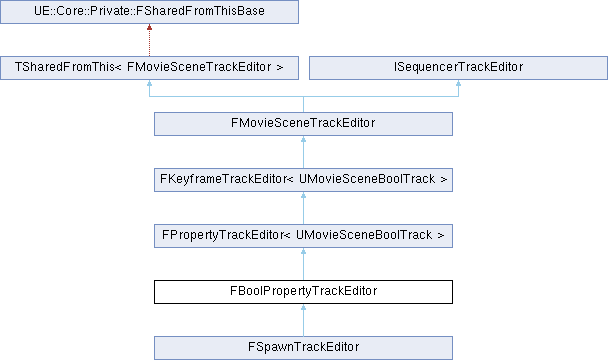 UE::Core::Private::FSharedFromThisBase
TSharedFromThis< FMovieSceneTrackEditor >
ISequencerTrackEditor
FMovieSceneTrackEditor
FKeyframeTrackEditor< UMovieSceneBoolTrack >
FPropertyTrackEditor< UMovieSceneBoolTrack >
FBoolPropertyTrackEditor
FSpawnTrackEditor